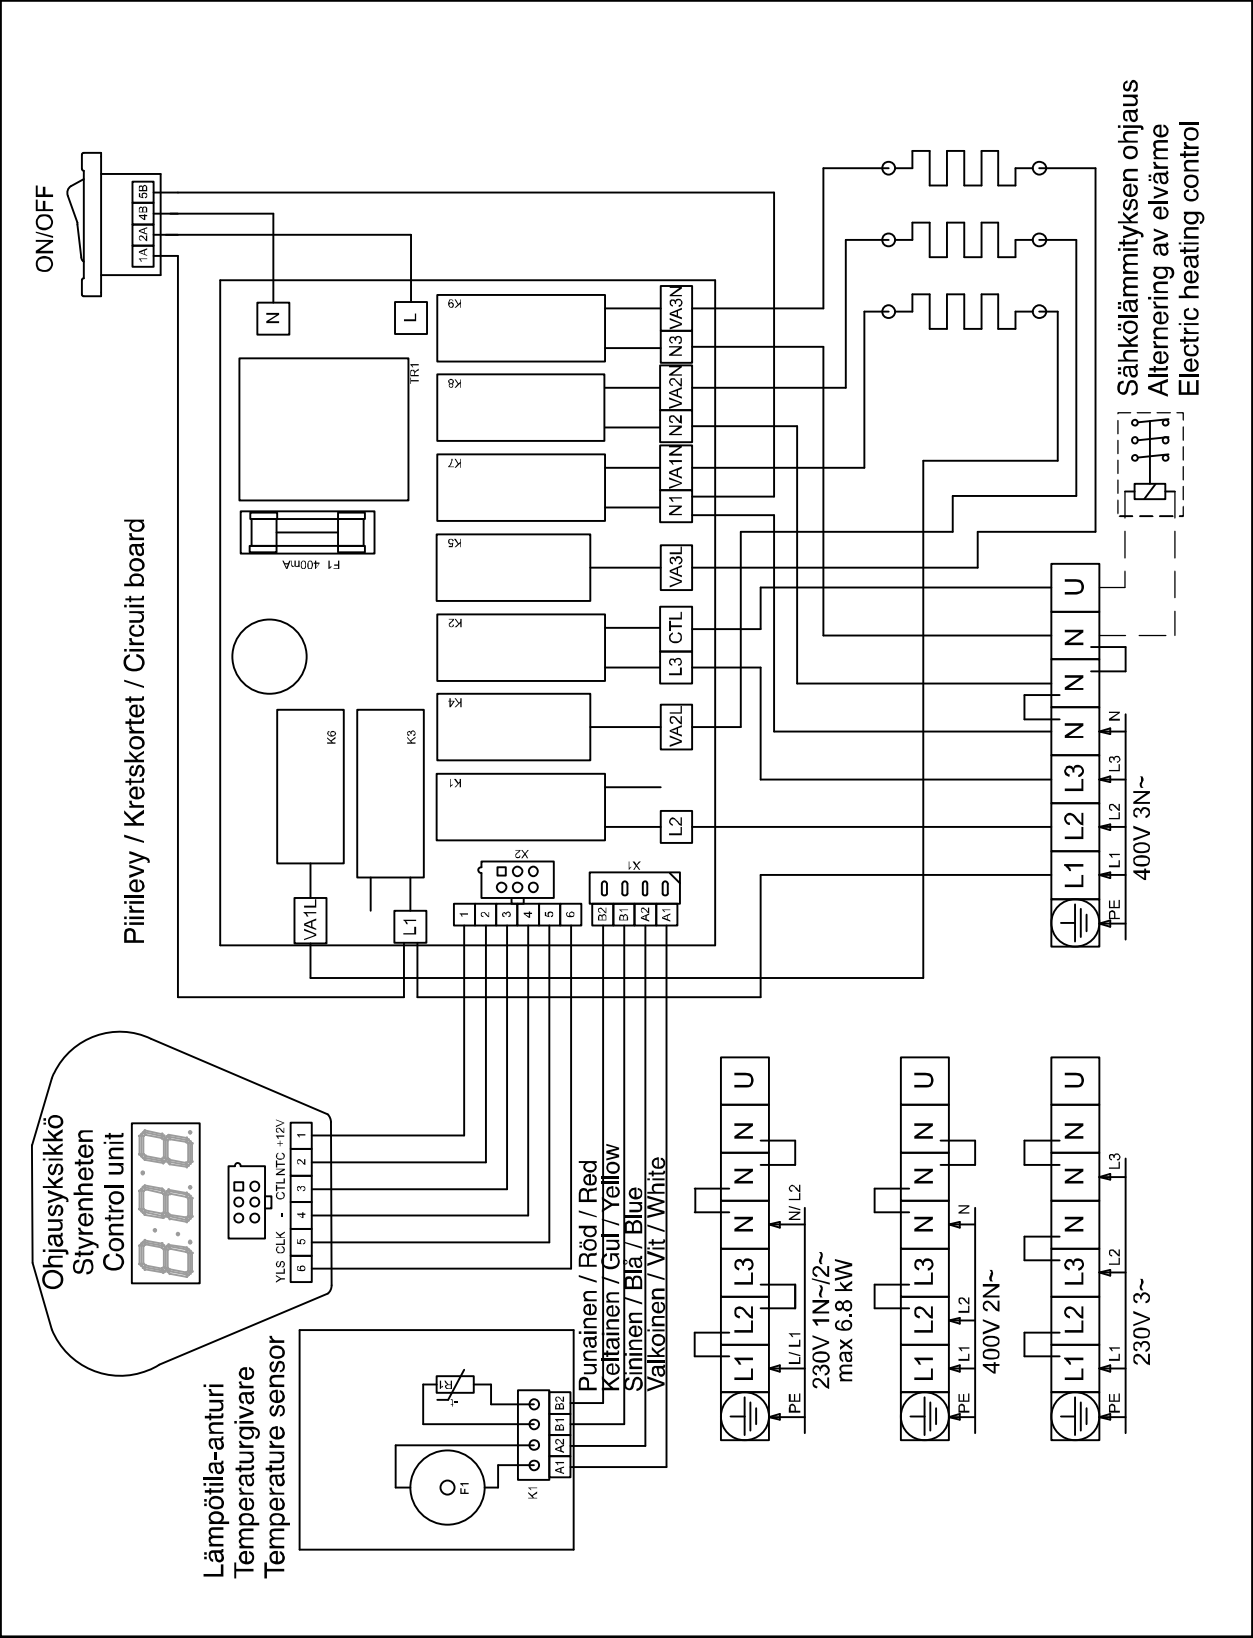 Lämpötila-anturi
Temperaturgivare
Temperature sensor
F1
R1
-t
K1
A1 A2 B1 B2
Ohjausyksikkö
Styrenheten
Control unit
8.8.8.
YLS CLK - CTL NTC +12V
6 5 4 3 2 1
Punainen / Röd / Red
Keltainen / Gul / Yellow
Sininen / Blå / Blue
Valkoinen / Vit / White
Piirilevy / Kretskortet / Circuit board
ON/OFF
1A 2A 4B 5B
N
L
TR1
F1 400mA
K6
K3
VA1L
L1
X2
1
2
3
4
5
6
X1
B2
B1
A2
A1
K1
K4
K2
K5
K7
K8
K9
L2
VA2L
L3
CTL
VA3L
N1
VA1N
N2
VA2N
N3
VA3N
Sähkölämmityksen ohjaus
Alternering av elvärme
Electric heating control
L1 L2 L3 N N N U
PE L1 L2 L3 N
400V 3N~
L1 L2 L3 N N N U
PE L/ L1 N/ L2
230V 1N~/2~
max 6.8 kW
L1 L2 L3 N N N U
PE L1 L2 N
400V 2N~
L1 L2 L3 N N N U
PE L1 L2 L3
230V 3~